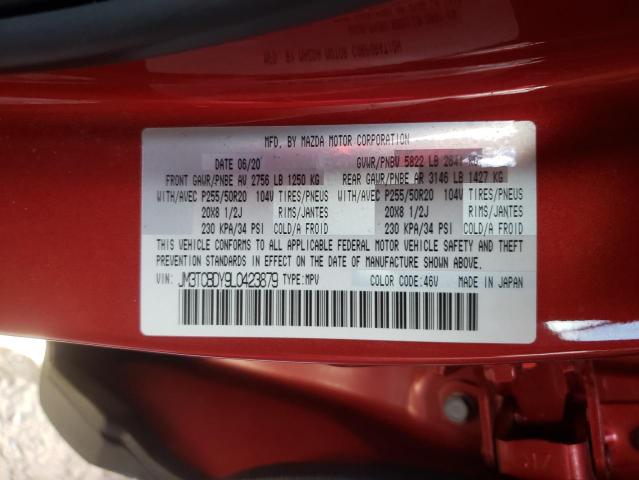 MFD. BY MAZDA MOTOR CORPORATION
DATE 06/20 GVWR/PNBV 5822 LB 2641
FRONT GAWR/PNBE AV 2756 LB 1250 KG REAR GAWR/PNBE AR 3146 LB 1427 KG
WITH/AVEC P255/50R20 104V TIRES/PNEUS WITH/AVEC P255/50R20 104V TIRES/PNEUS
20X8 1/2J RIMS/JANTES 20X8 1/2J RIMS/JANTES
230 KPA/34 PSI COLD/A FROID 230 KPA/34 PSI COLD/A FROID
THIS VEHICLE CONFORMS TO ALL APPLICABLE FEDERAL MOTOR VEHICLE SAFETY AND THEFT
PREVENTION STANDARDS IN EFFECT ON THE DATE OF MANUFACTURE SHOWN ABOVE.
VIN: JM3TCBDY9L0423879 TYPE:MPV COLOR CODE:46V MADE IN JAPAN